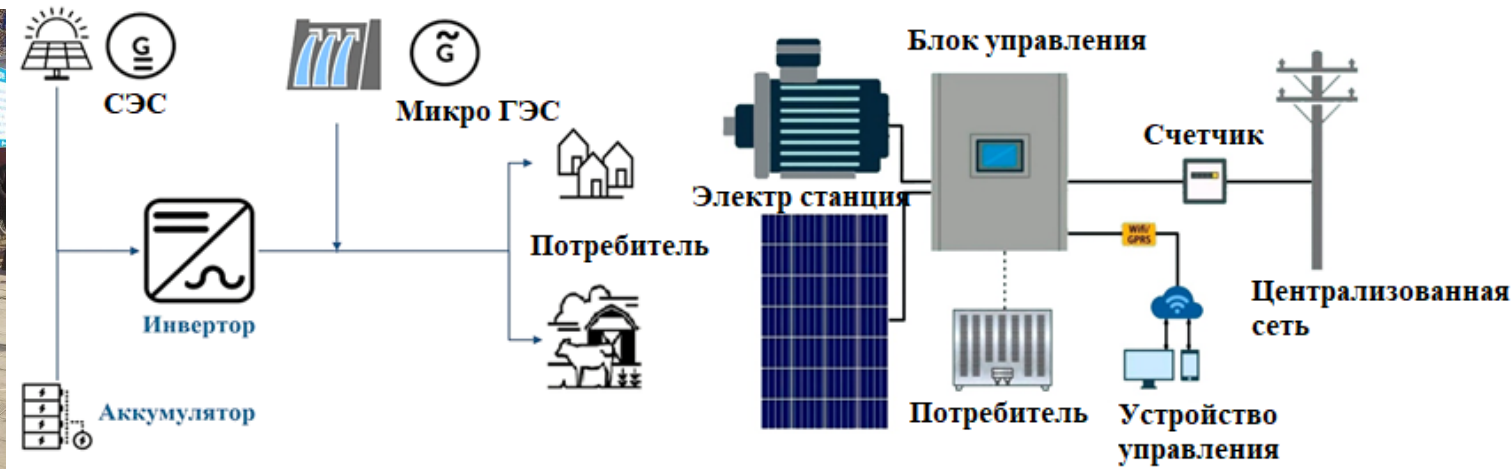 G
СЭС
G
Микро ГЭС
Инвертор
Потребитель
Аккумулятор
Блок управления
Электр станция
Счетчик
Wifi/
GPRS
Централизованная
сеть
Потребитель
Устройство
управления